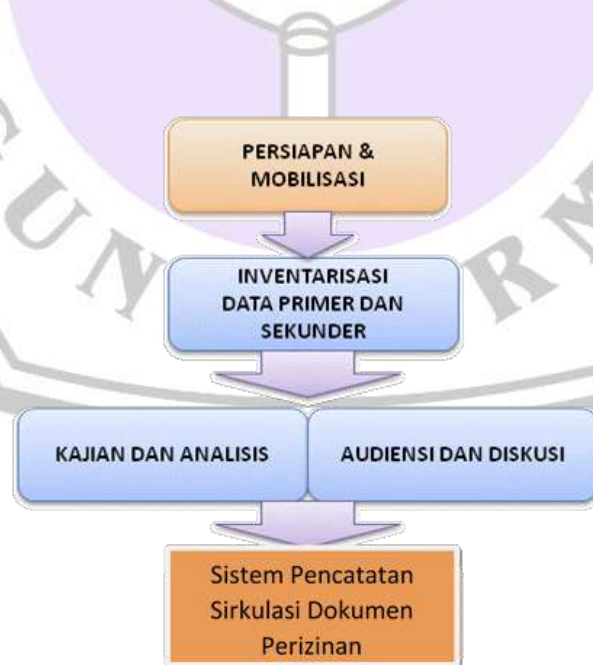 PERSIAPAN &
MOBILISASI
INVENTARISASI
DATA PRIMER DAN
SEKUNDER
KAJIAN DAN ANALISIS
AUDIENSI DAN DISKUSI
Sistem Pencatatan
Sirkulasi Dokumen
Perizinan